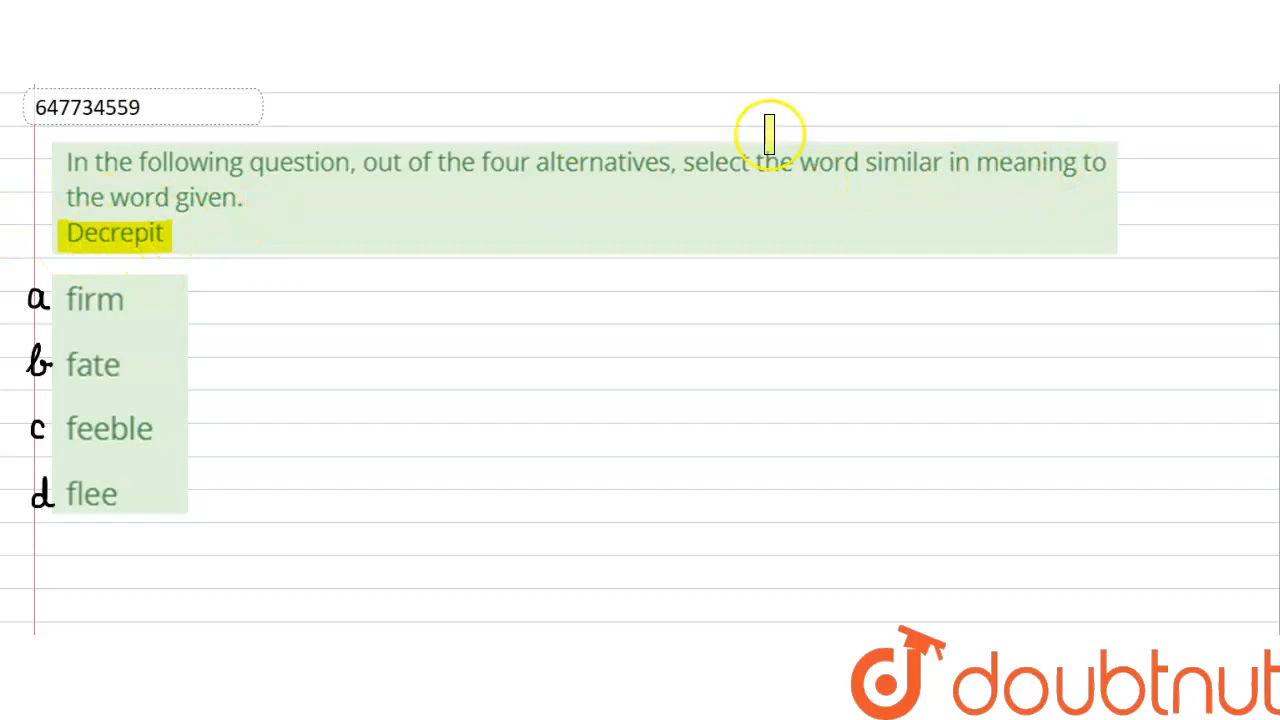 647734559
In the following question, out of the four alternatives, select the word similar in meaning to
the word given.
Decrepit
a firm
b fate
c feeble
d flee
doubtnut